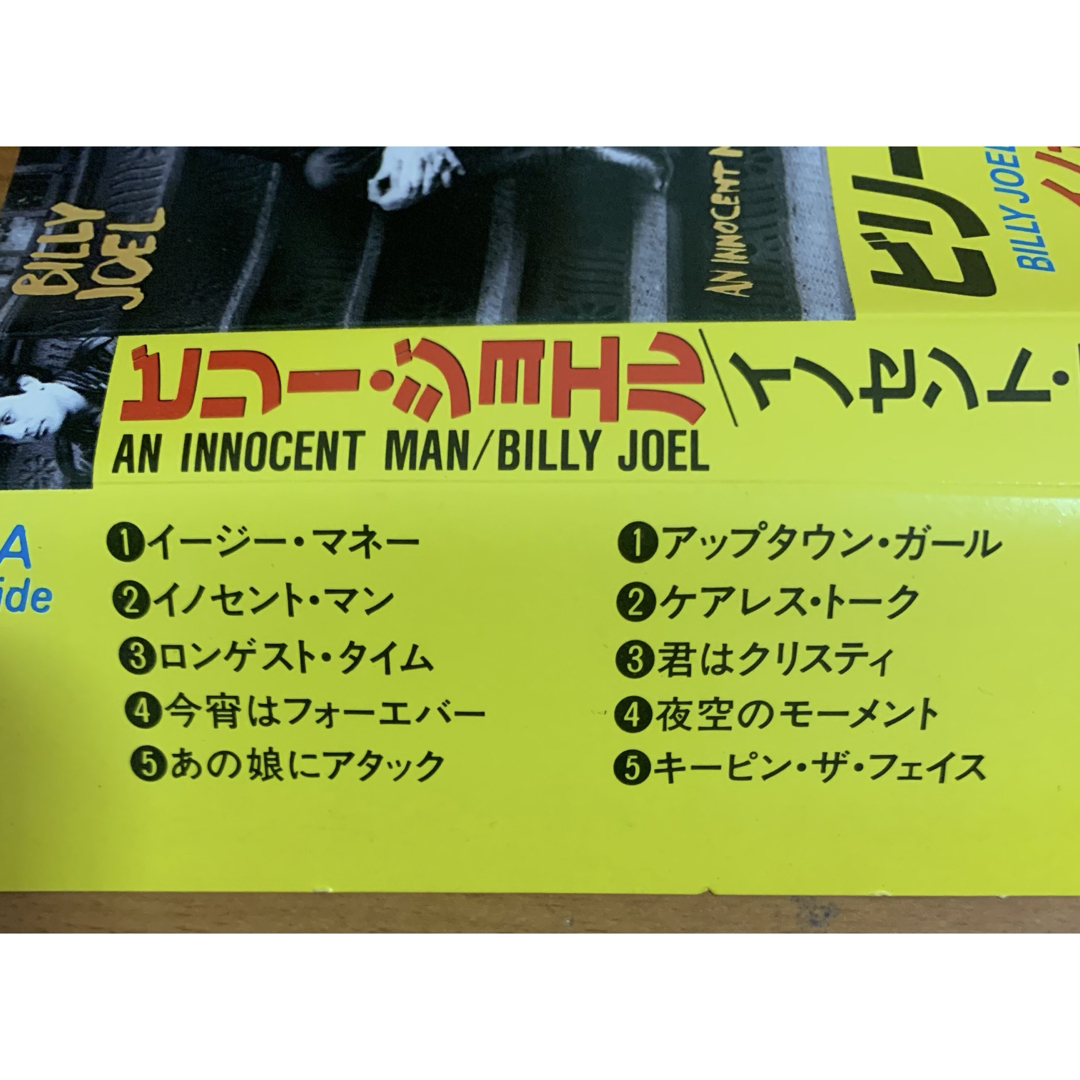 BILLY
JOEL
AN INNOCENT
ビリー
BILLY JOEL
ビリー・ジョエル/イノセント・
AN INNOCENT MAN/BILLY JOEL
A
ide
❶イージー・マネー
❷イノセント・マン
❸ロンゲスト・タイム
❹今宵はフォーエバー
❺あの娘にアタック
❶アップタウン・ガール
❷ケアレス・トーク
❸君はクリスティ
❹夜空のモーメント
❺キーピン・ザ・フェイス